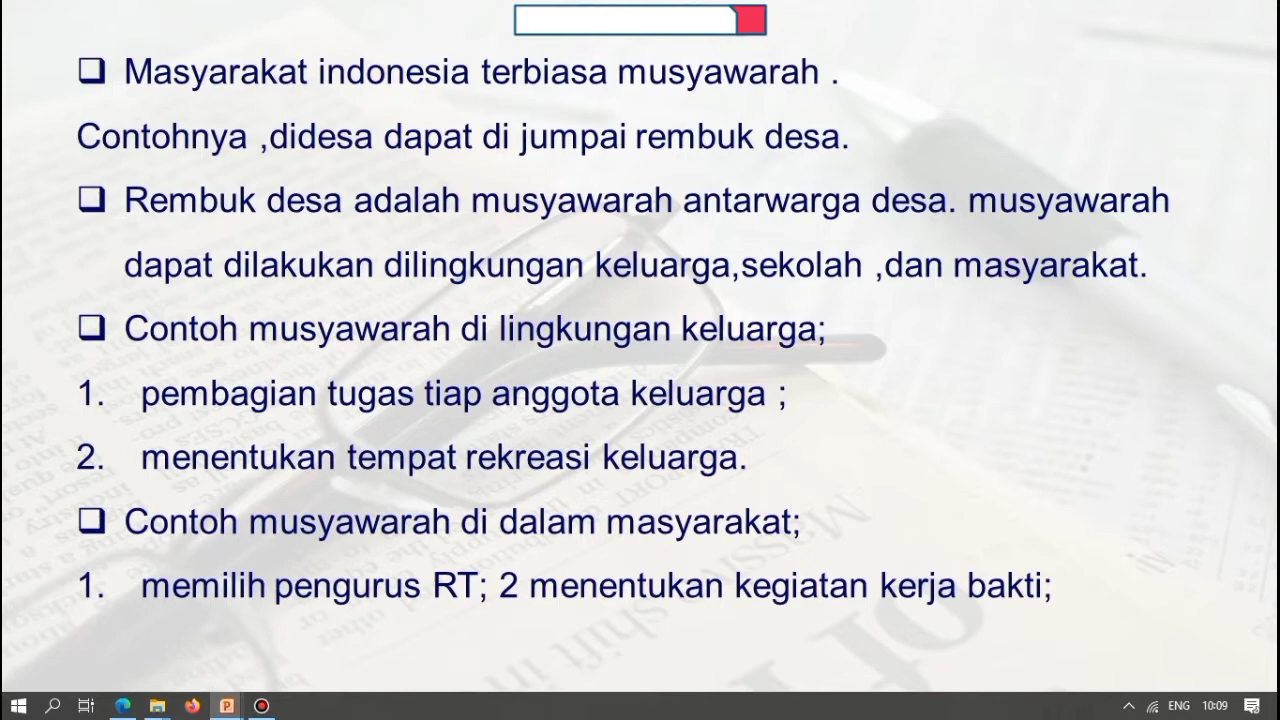 Masyarakat indonesia terbiasa musyawarah .
Contohnya ,didesa dapat di jumpai rembuk desa.
Rembuk desa adalah musyawarah antarwarga desa. musyawarah
dapat dilakukan dilingkungan keluarga,sekolah ,dan masyarakat.
Contoh musyawarah di lingkungan keluarga;
1. pembagian tugas tiap anggota keluarga ;
2. menentukan tempat rekreasi keluarga.
Contoh musyawarah di dalam masyarakat;
1. memilih pengurus RT; 2 menentukan kegiatan kerja bakti;
ENG 10:09